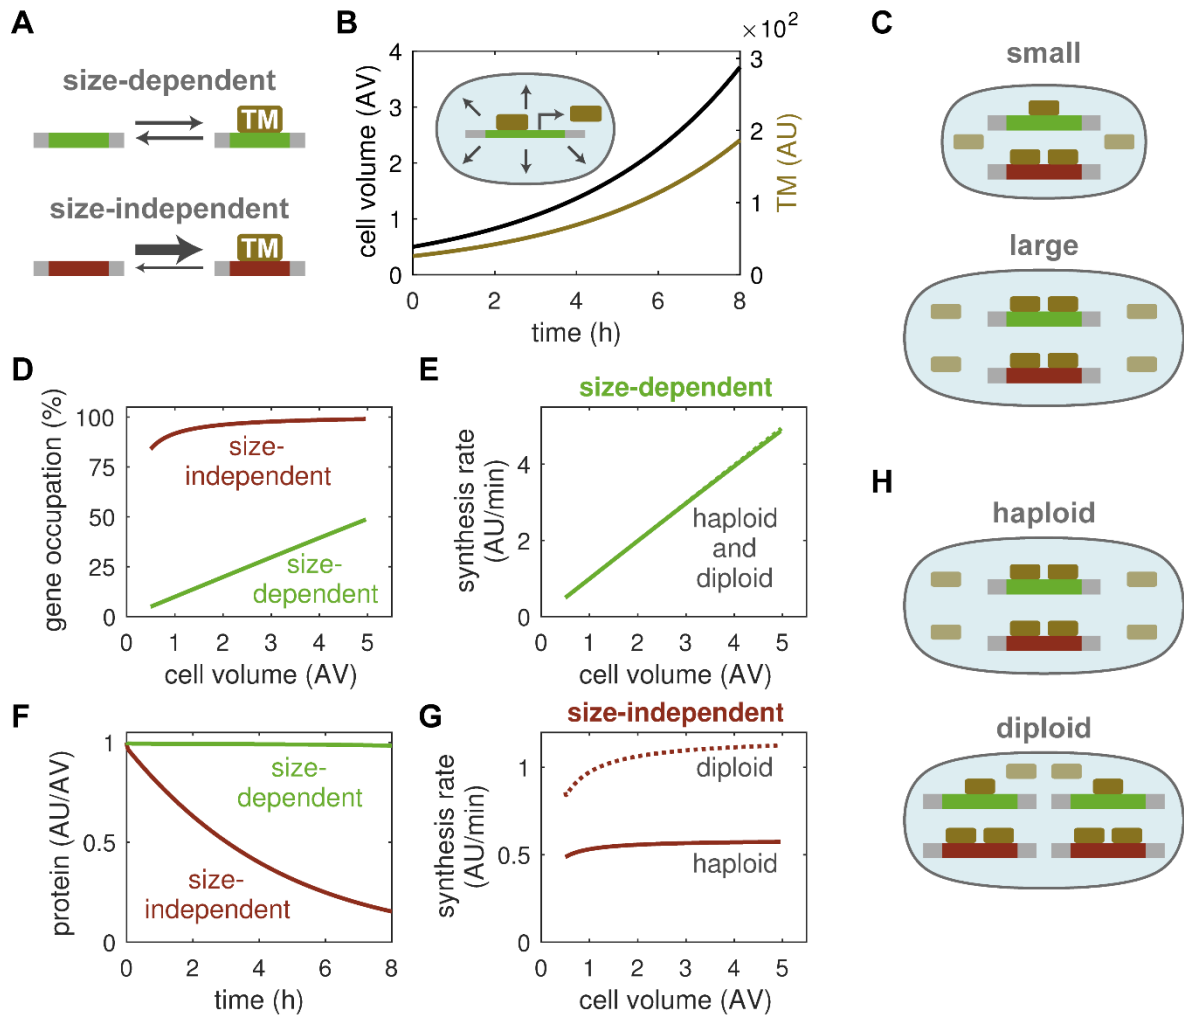 A
size-dependent
TM
size-independent
TM
B
×10²
4
3
2
1
0
cell volume (AV)
3
2
1
0
TM (AU)
0 2 4 6 8
time (h)
C
small
large
D
100
75
50
25
0
gene occupation (%)
size-
independent
size-
dependent
0 1 2 3 4 5
cell volume (AV)
E
size-dependent
4
2
0
synthesis rate
(AU/min)
haploid
and
diploid
0 1 2 3 4 5
cell volume (AV)
F
1
0.5
0
protein (AU/AV)
size-
dependent
size-
independent
0 2 4 6 8
time (h)
G
size-independent
1
0.5
0
synthesis rate
(AU/min)
diploid
haploid
0 1 2 3 4 5
cell volume (AV)
H
haploid
diploid